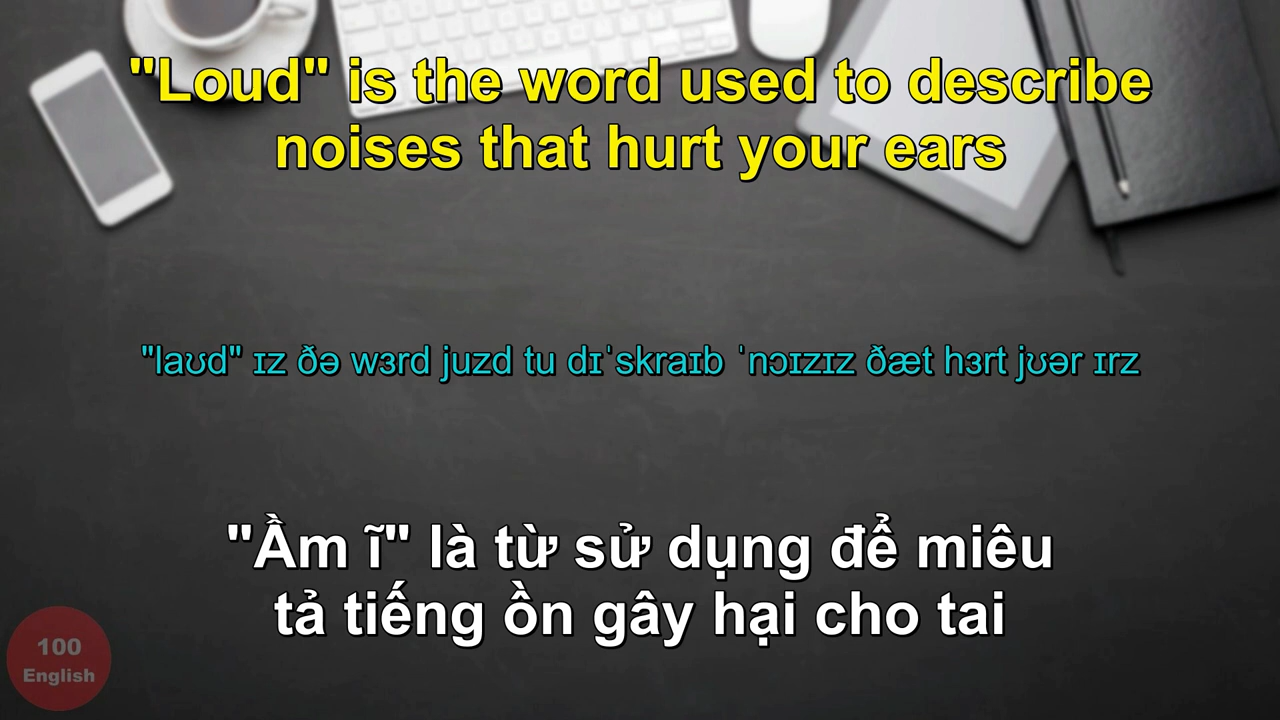 "Loud" is the word used to describe
noises that hurt your ears
"laʊd" ɪz ðə wɜrd juzd tu dɪˈskraɪb ˈnɔɪzɪz ðæt hɜrt jʊər ɪrz
"Ầm ĩ" là từ sử dụng để miêu
tả tiếng ồn gây hại cho tai
100
English